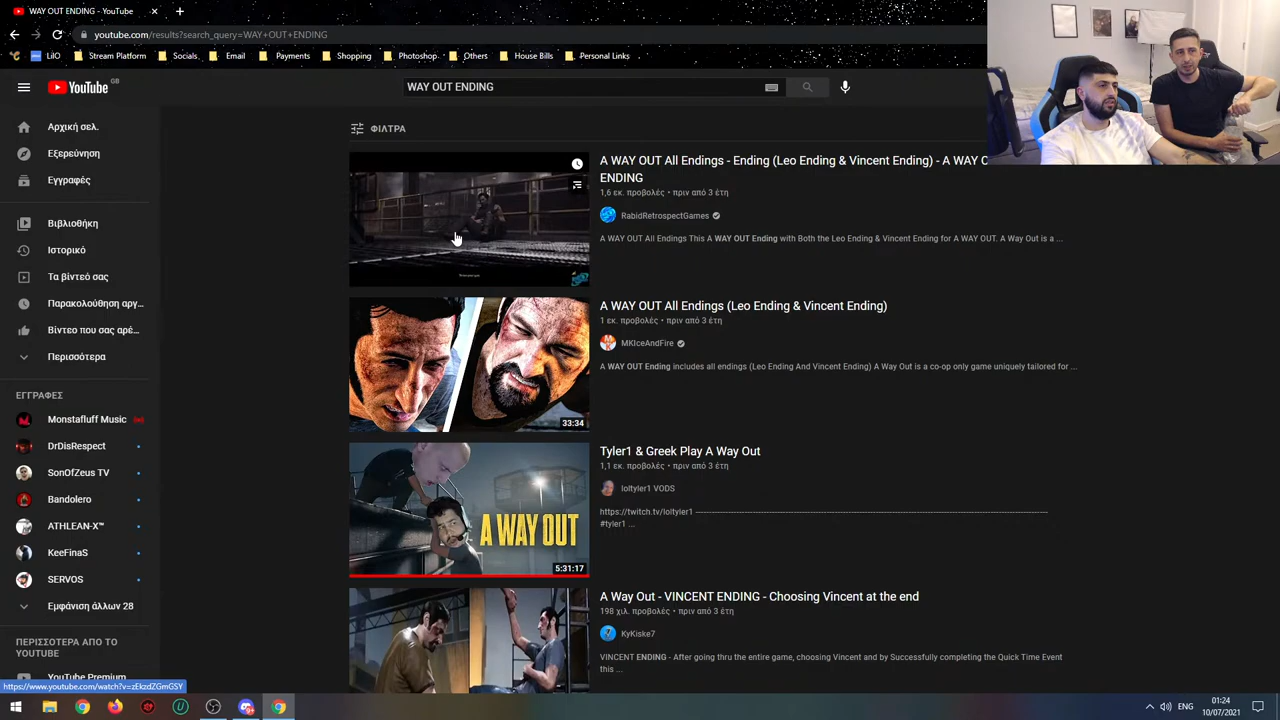 WAY OUT ENDING - YouTube
youtube.com/results?search_query=WAY+OUT+ENDING
LilO
Stream Platform
Socials
Email
Payments
Shopping
Photoshop
Others
House Bills
Personal Links
YouTube GB
WAY OUT ENDING
Αρχική σελ.
Εξερεύνηση
Εγγραφές
Βιβλιοθήκη
Ιστορικό
Τα βίντεό σας
Παρακολούθηση αργ...
Βίντεο που σας αρέ...
Περισσότερα
ΕΓΓΡΑΦΕΣ
Monstafluff Music
DrDisRespect
SonOfZeus TV
Bandolero
ATHLEAN-X™
KeeFinaS
SERVOS
Εμφάνιση άλλων 28
ΠΕΡΙΣΣΟΤΕΡΑ ΑΠΟ ΤΟ
YOUTUBE
YouTube Premium
ΦΙΛΤΡΑ
A WAY OUT All Endings - Ending (Leo Ending & Vincent Ending) - A WAY O
ENDING
1,6 εκ. προβολές • πριν από 3 έτη
RabidRetrospectGames
A WAY OUT All Endings This A WAY OUT Ending with Both the Leo Ending & Vincent Ending for A WAY OUT. A Way Out is a ...
A WAY OUT All Endings (Leo Ending & Vincent Ending)
1 εκ. προβολές • πριν από 3 έτη
MKIceAndFire
A WAY OUT Ending includes all endings (Leo Ending And Vincent Ending) A Way Out is a co-op only game uniquely tailored for ...
33:34
Tyler1 & Greek Play A Way Out
1,1 εκ. προβολές • πριν από 3 έτη
loltyler1 VODS
https://twitch.tv/loltyler1 ----------------------------------------------------------------------------------------
#tyler1 ...
A WAY OUT
5:31:17
A Way Out - VINCENT ENDING - Choosing Vincent at the end
198 χιλ. προβολές • πριν από 3 έτη
KyKiske7
VINCENT ENDING - After going thru the entire game, choosing Vincent and by Successfully completing the Quick Time Event
this ...
https://www.youtube.com/watch?v=zEkzdZGmGSY
ENG
01:24
10/07/2021